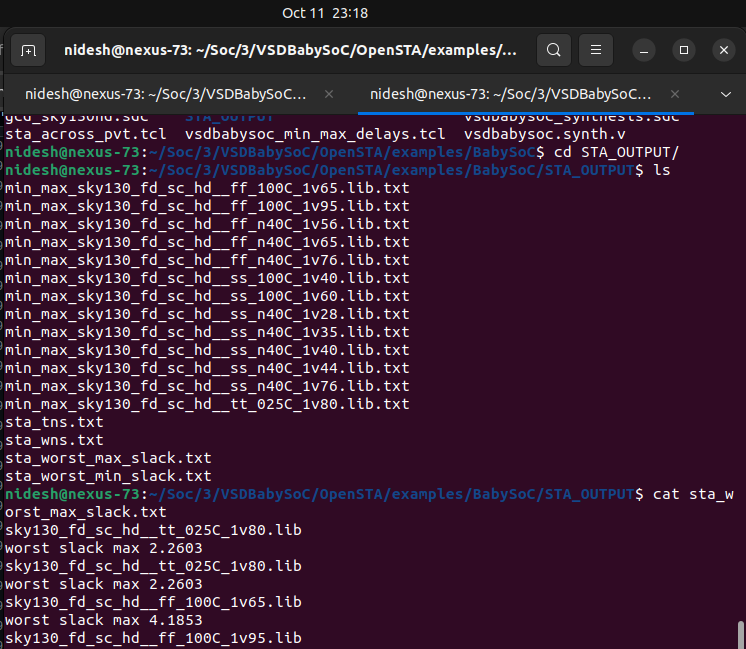 Oct 11 23:18
nidesh@nexus-73: ~/Soc/3/VSDBabySoC/OpenSTA/examples/...
nidesh@nexus-73: ~/Soc/3/VSDBabySoC... × nidesh@nexus-73: ~/Soc/3/VSDBabySoC... ×
gcd_sky130hd.sdc STA_OUTPUT vsdbabysoc_synthesis.sdc
sta_across_pvt.tcl vsdbabysoc_min_max_delays.tcl vsdbabysoc.synth.v
nidesh@nexus-73:~/Soc/3/VSDBabySoC/OpenSTA/examples/BabySoC$ cd STA_OUTPUT/
nidesh@nexus-73:~/Soc/3/VSDBabySoC/OpenSTA/examples/BabySoC/STA_OUTPUT$ ls
min_max_sky130_fd_sc_hd__ff_100C_1v65.lib.txt
min_max_sky130_fd_sc_hd__ff_100C_1v95.lib.txt
min_max_sky130_fd_sc_hd__ff_n40C_1v56.lib.txt
min_max_sky130_fd_sc_hd__ff_n40C_1v65.lib.txt
min_max_sky130_fd_sc_hd__ff_n40C_1v76.lib.txt
min_max_sky130_fd_sc_hd__ss_100C_1v40.lib.txt
min_max_sky130_fd_sc_hd__ss_100C_1v60.lib.txt
min_max_sky130_fd_sc_hd__ss_n40C_1v28.lib.txt
min_max_sky130_fd_sc_hd__ss_n40C_1v35.lib.txt
min_max_sky130_fd_sc_hd__ss_n40C_1v40.lib.txt
min_max_sky130_fd_sc_hd__ss_n40C_1v44.lib.txt
min_max_sky130_fd_sc_hd__ss_n40C_1v76.lib.txt
min_max_sky130_fd_sc_hd__tt_025C_1v80.lib.txt
sta_tns.txt
sta_wns.txt
sta_worst_max_slack.txt
sta_worst_min_slack.txt
nidesh@nexus-73:~/Soc/3/VSDBabySoC/OpenSTA/examples/BabySoC/STA_OUTPUT$ cat sta_w
orst_max_slack.txt
sky130_fd_sc_hd__tt_025C_1v80.lib
worst slack max 2.2603
sky130_fd_sc_hd__tt_025C_1v80.lib
worst slack max 2.2603
sky130_fd_sc_hd__ff_100C_1v65.lib
worst slack max 4.1853
sky130_fd_sc_hd__ff_100C_1v95.lib